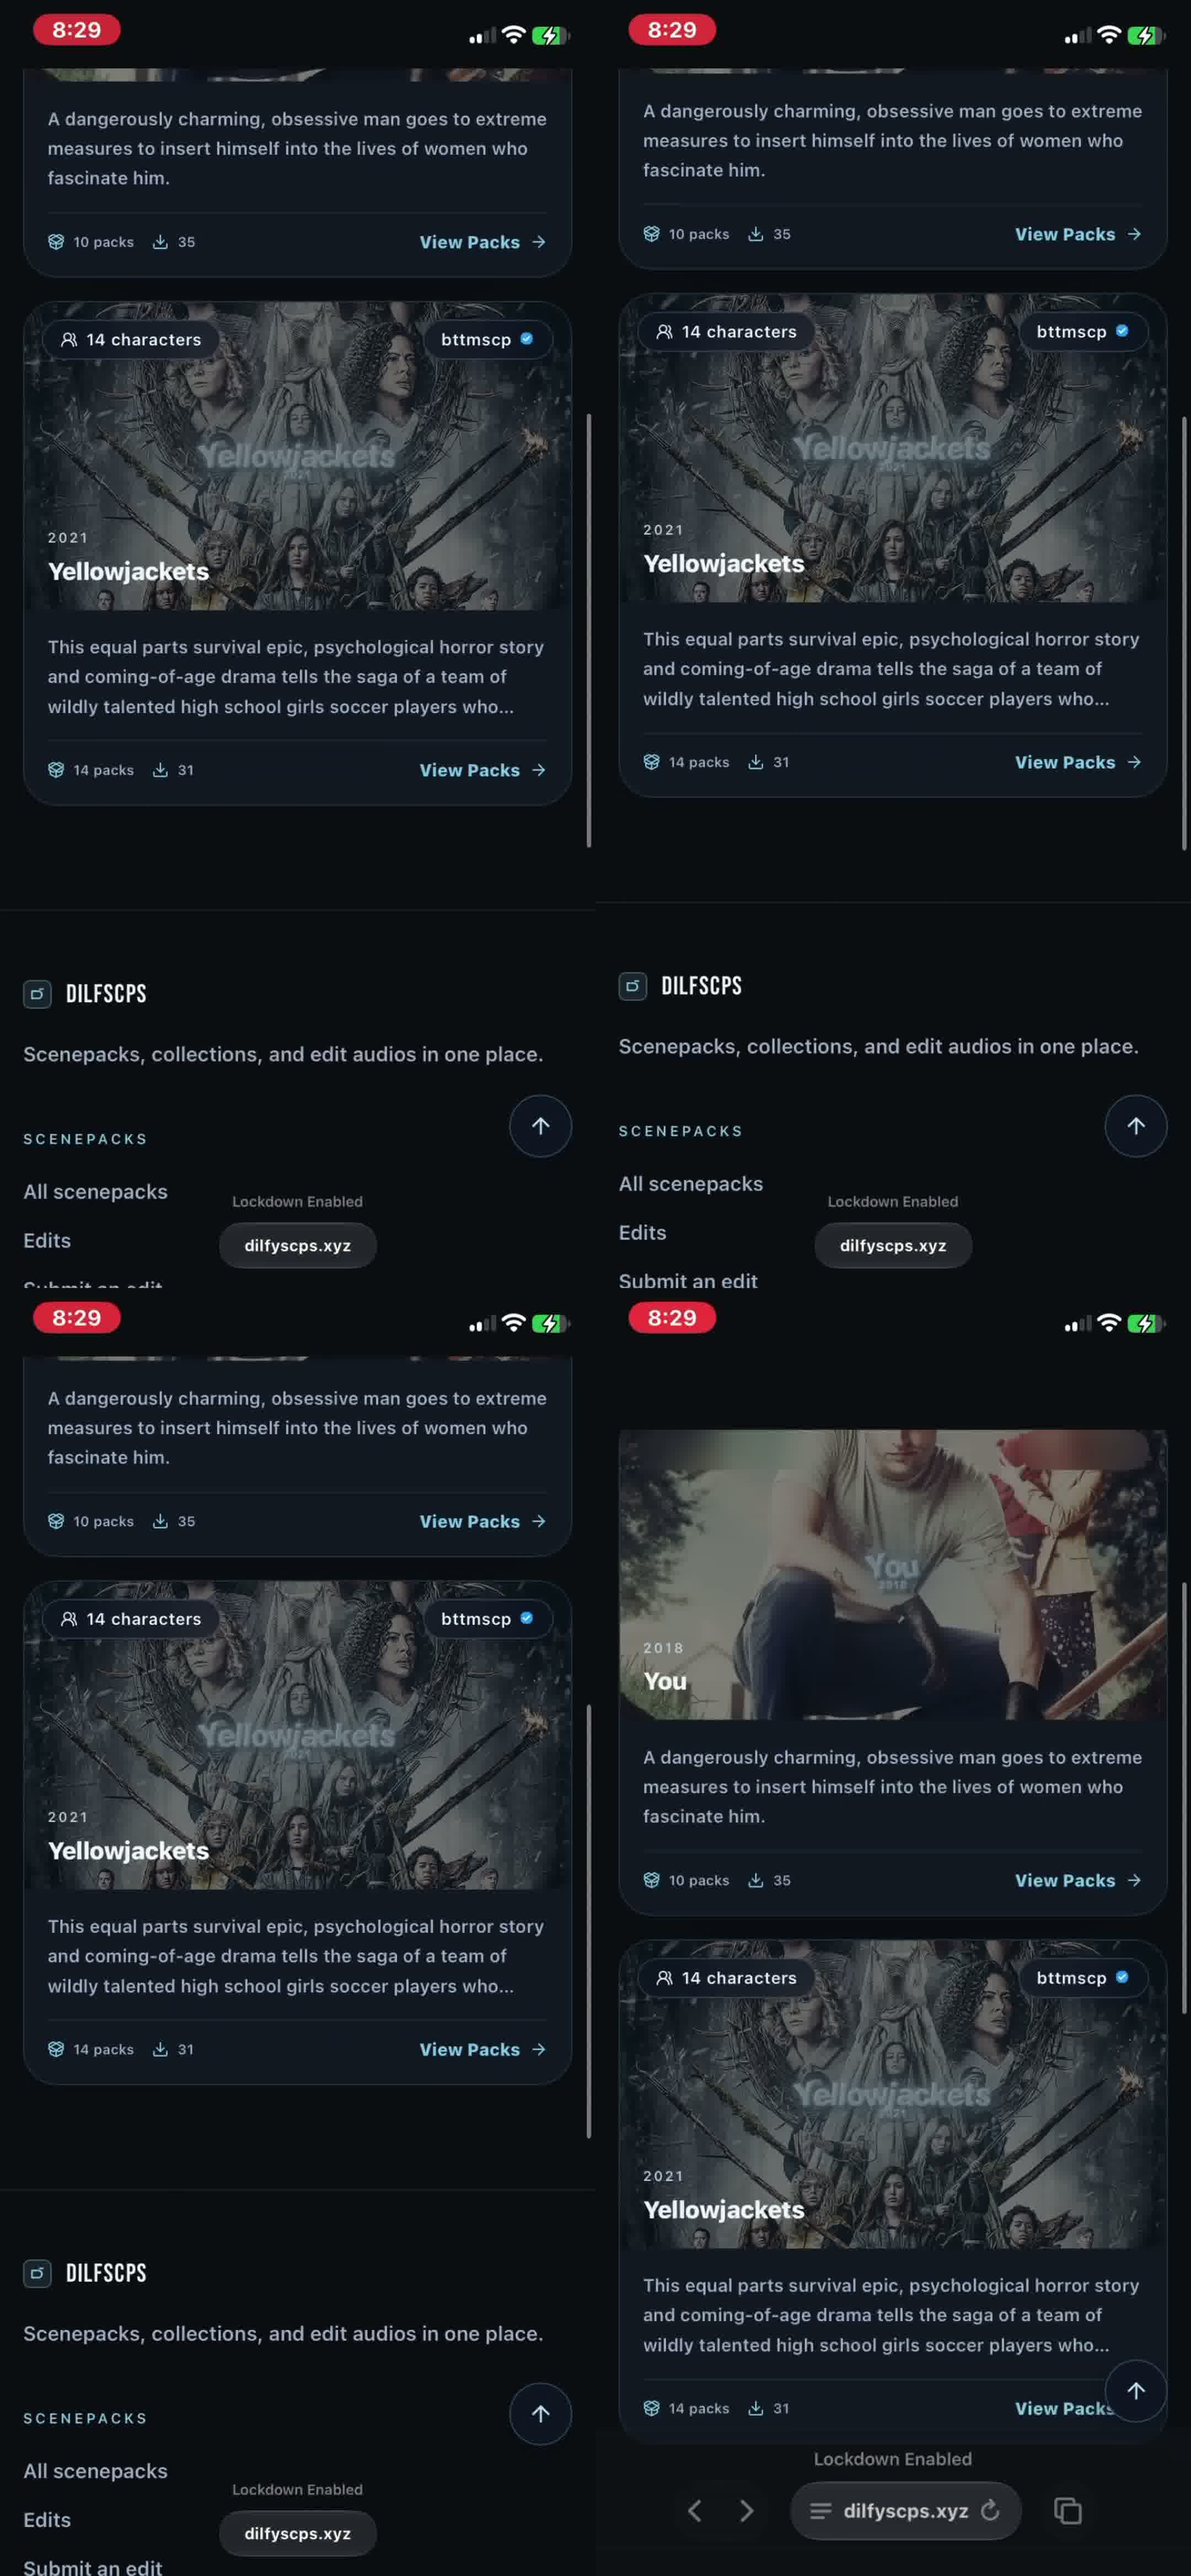 8:29
A dangerously charming, obsessive man goes to extreme
measures to insert himself into the lives of women who
fascinate him.
10 packs 35 View Packs
14 characters bttmscp
Yellowjackets
2021
2021
Yellowjackets
This equal parts survival epic, psychological horror story
and coming-of-age drama tells the saga of a team of
wildly talented high school girls soccer players who...
14 packs 31 View Packs
DILFSCPS
Scenepacks, collections, and edit audios in one place.
SCENEPACKS
All scenepacks
Lockdown Enabled
Edits
dilfyscps.xyz
Submit an edit
8:29
A dangerously charming, obsessive man goes to extreme
measures to insert himself into the lives of women who
fascinate him.
10 packs 35 View Packs
14 characters bttmscp
Yellowjackets
2021
2021
Yellowjackets
This equal parts survival epic, psychological horror story
and coming-of-age drama tells the saga of a team of
wildly talented high school girls soccer players who...
14 packs 31 View Packs
DILFSCPS
Scenepacks, collections, and edit audios in one place.
SCENEPACKS
All scenepacks
Lockdown Enabled
Edits
dilfyscps.xyz
Submit an edit
8:29
A dangerously charming, obsessive man goes to extreme
measures to insert himself into the lives of women who
fascinate him.
10 packs 35 View Packs
14 characters bttmscp
Yellowjackets
2021
2021
Yellowjackets
This equal parts survival epic, psychological horror story
and coming-of-age drama tells the saga of a team of
wildly talented high school girls soccer players who...
14 packs 31 View Packs
DILFSCPS
Scenepacks, collections, and edit audios in one place.
SCENEPACKS
All scenepacks
Lockdown Enabled
Edits
dilfyscps.xyz
Submit an edit
8:29
You
2018
2018
You
A dangerously charming, obsessive man goes to extreme
measures to insert himself into the lives of women who
fascinate him.
10 packs 35 View Packs
14 characters bttmscp
Yellowjackets
2021
2021
Yellowjackets
This equal parts survival epic, psychological horror story
and coming-of-age drama tells the saga of a team of
wildly talented high school girls soccer players who...
14 packs 31 View Packs
Lockdown Enabled
dilfyscps.xyz